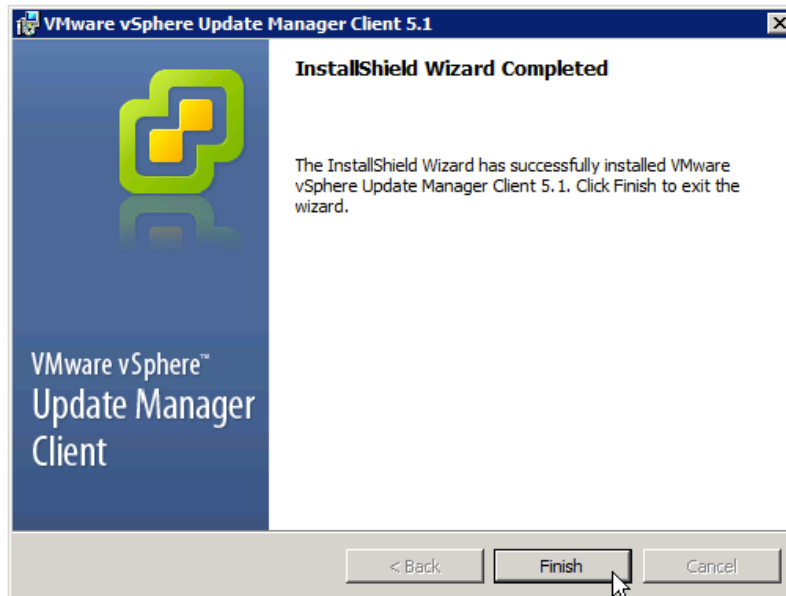 VMware vSphere Update Manager Client 5.1
InstallShield Wizard Completed
The InstallShield Wizard has successfully installed VMware
vSphere Update Manager Client 5.1. Click Finish to exit the
wizard.
VMware vSphere™
Update Manager
Client
< Back
Finish
Cancel